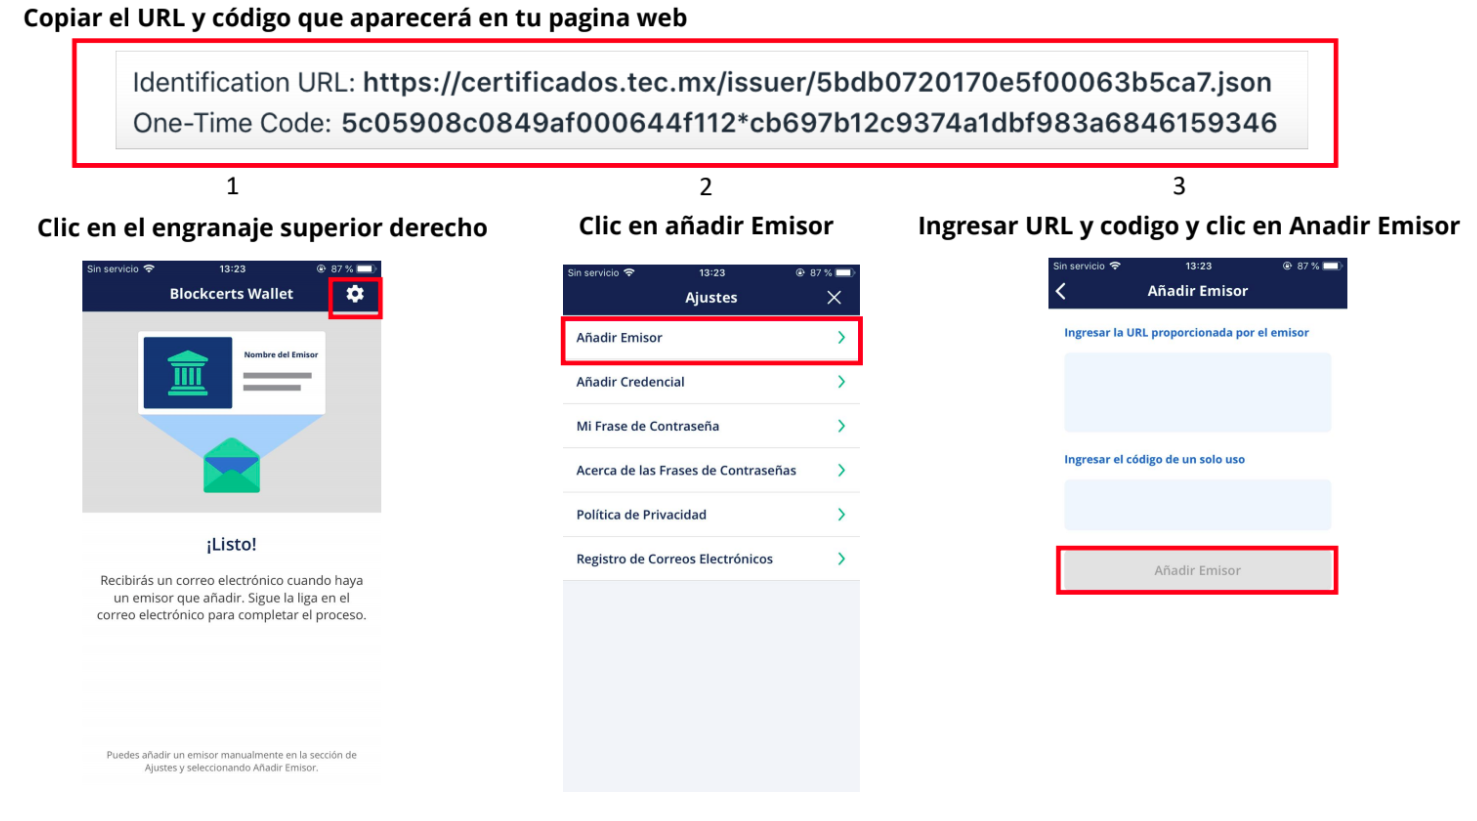 Copiar el URL y código que aparecerá en tu pagina web
Identification URL: https://certificados.tec.mx/issuer/5bdb0720170e5f00063b5ca7.json
One-Time Code: 5c05908c0849af000644f112*cb697b12c9374a1dbf983a6846159346
1
Clic en el engranaje superior derecho
Sin servicio 13:23 87 %
Blockcerts Wallet
Nombre del Emisor
¡Listo!
Recibirás un correo electrónico cuando haya
un emisor que añadir. Sigue la liga en el
correo electrónico para completar el proceso.
Puedes añadir un emisor manualmente en la sección de
Ajustes y seleccionando Añadir Emisor.
2
Clic en añadir Emisor
Sin servicio 13:23 87 %
Ajustes
Añadir Emisor
Añadir Credencial
Mi Frase de Contraseña
Acerca de las Frases de Contraseñas
Política de Privacidad
Registro de Correos Electrónicos
3
Ingresar URL y codigo y clic en Anadir Emisor
Sin servicio 13:23 87 %
Añadir Emisor
Ingresar la URL proporcionada por el emisor
Ingresar el código de un solo uso
Añadir Emisor